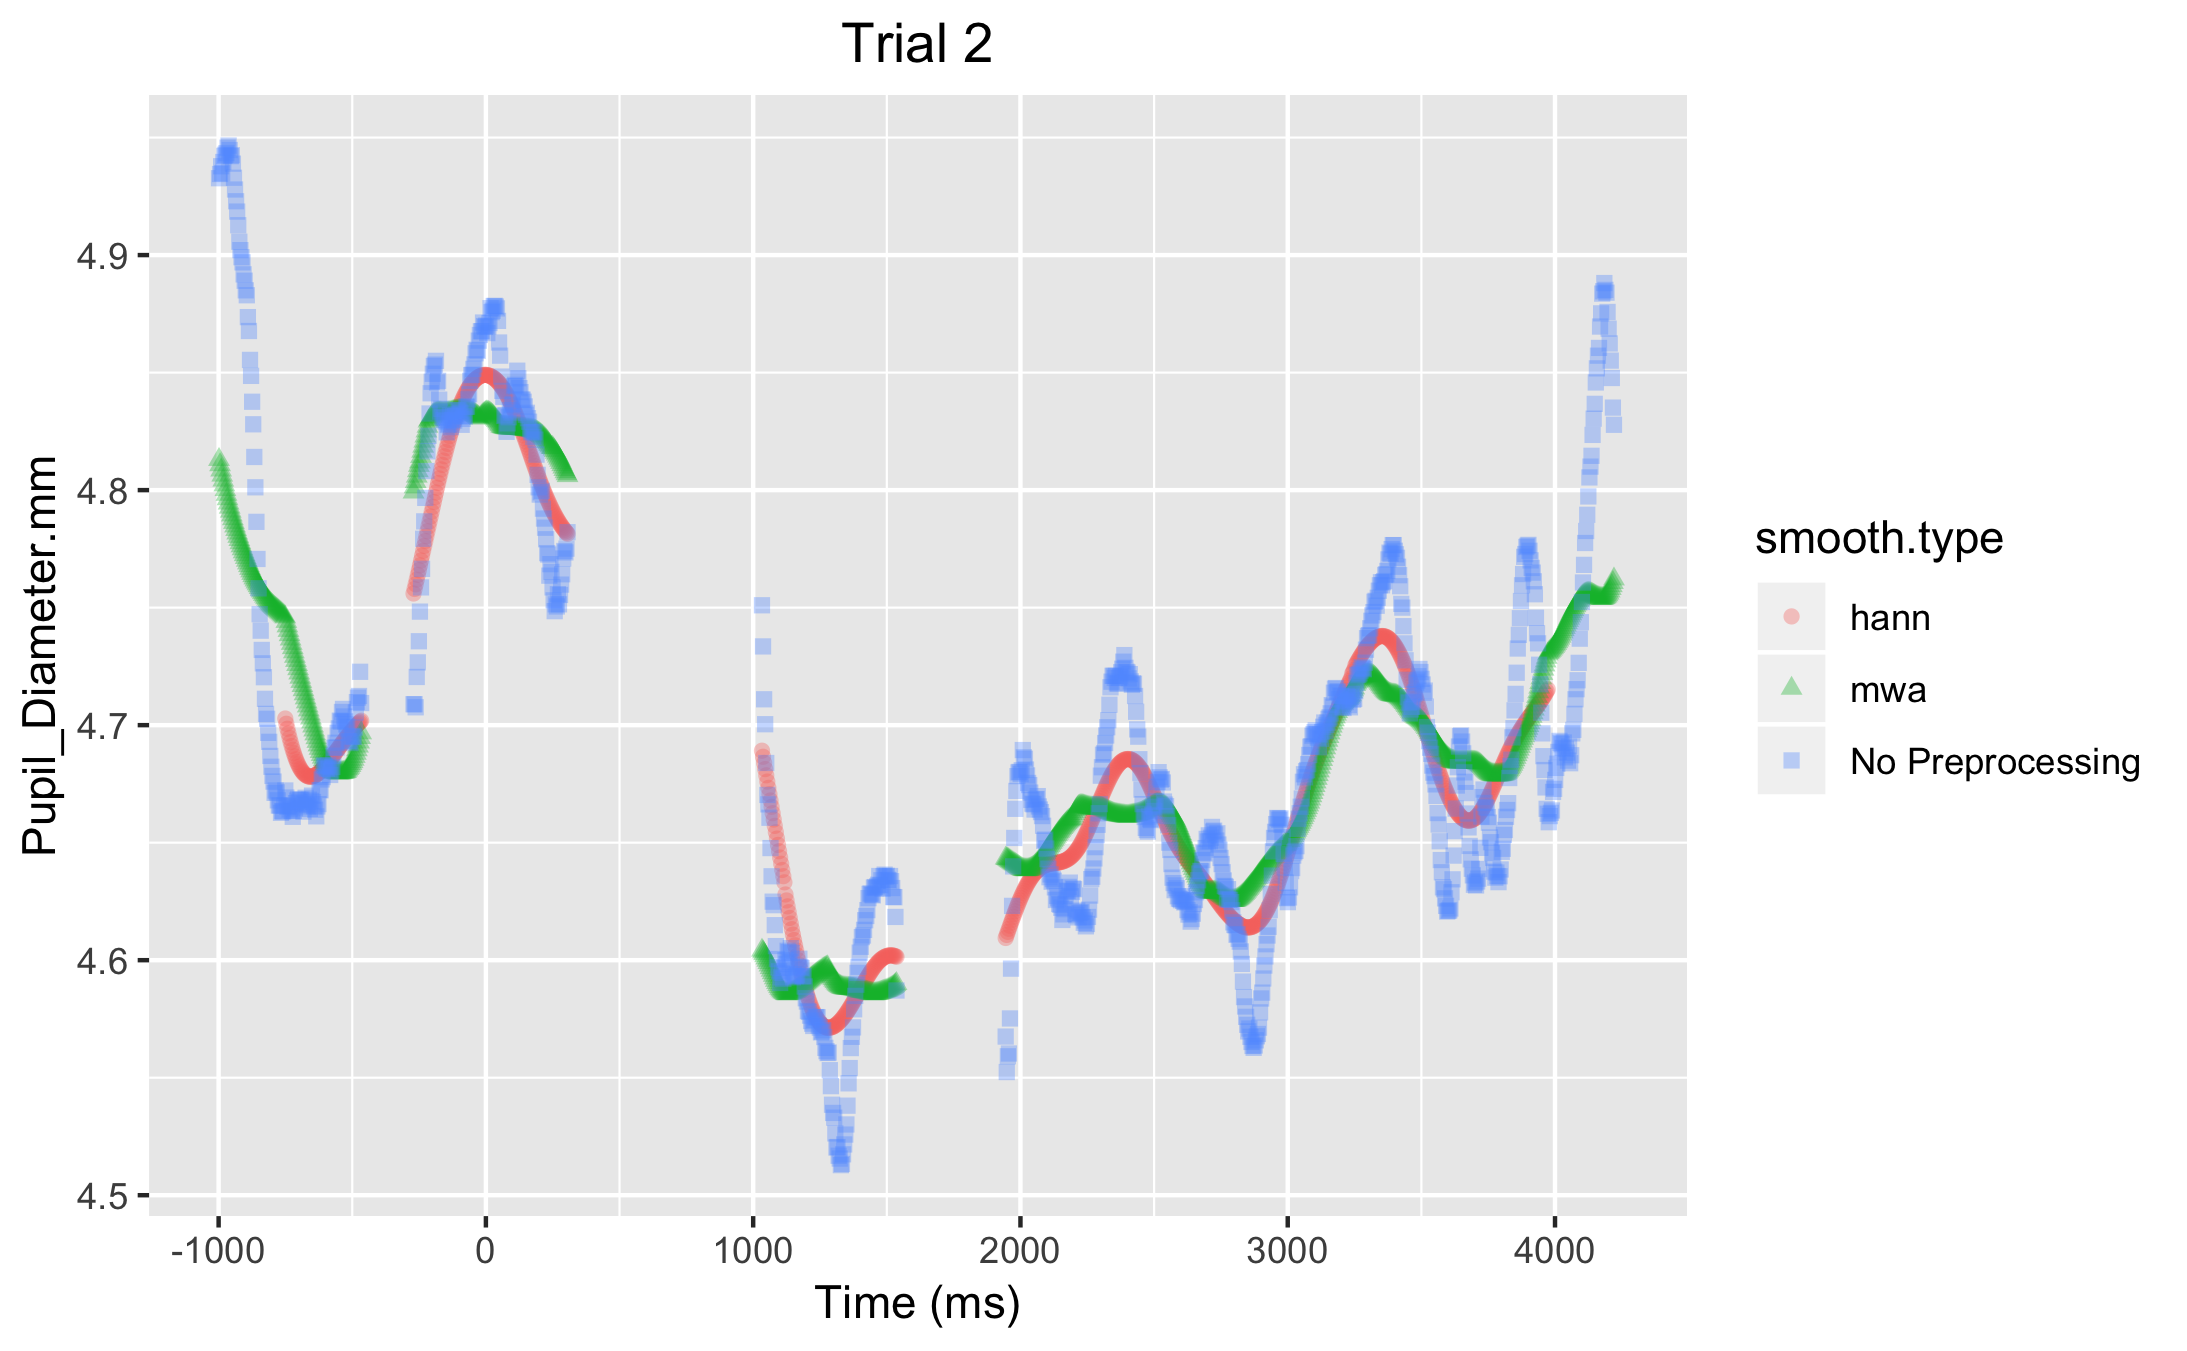 Trial 2
Pupil_Diameter.mm
4.9
4.8
4.7
4.6
4.5
-1000 0 1000 2000 3000 4000
Time (ms)
smooth.type
hann
mwa
No Preprocessing